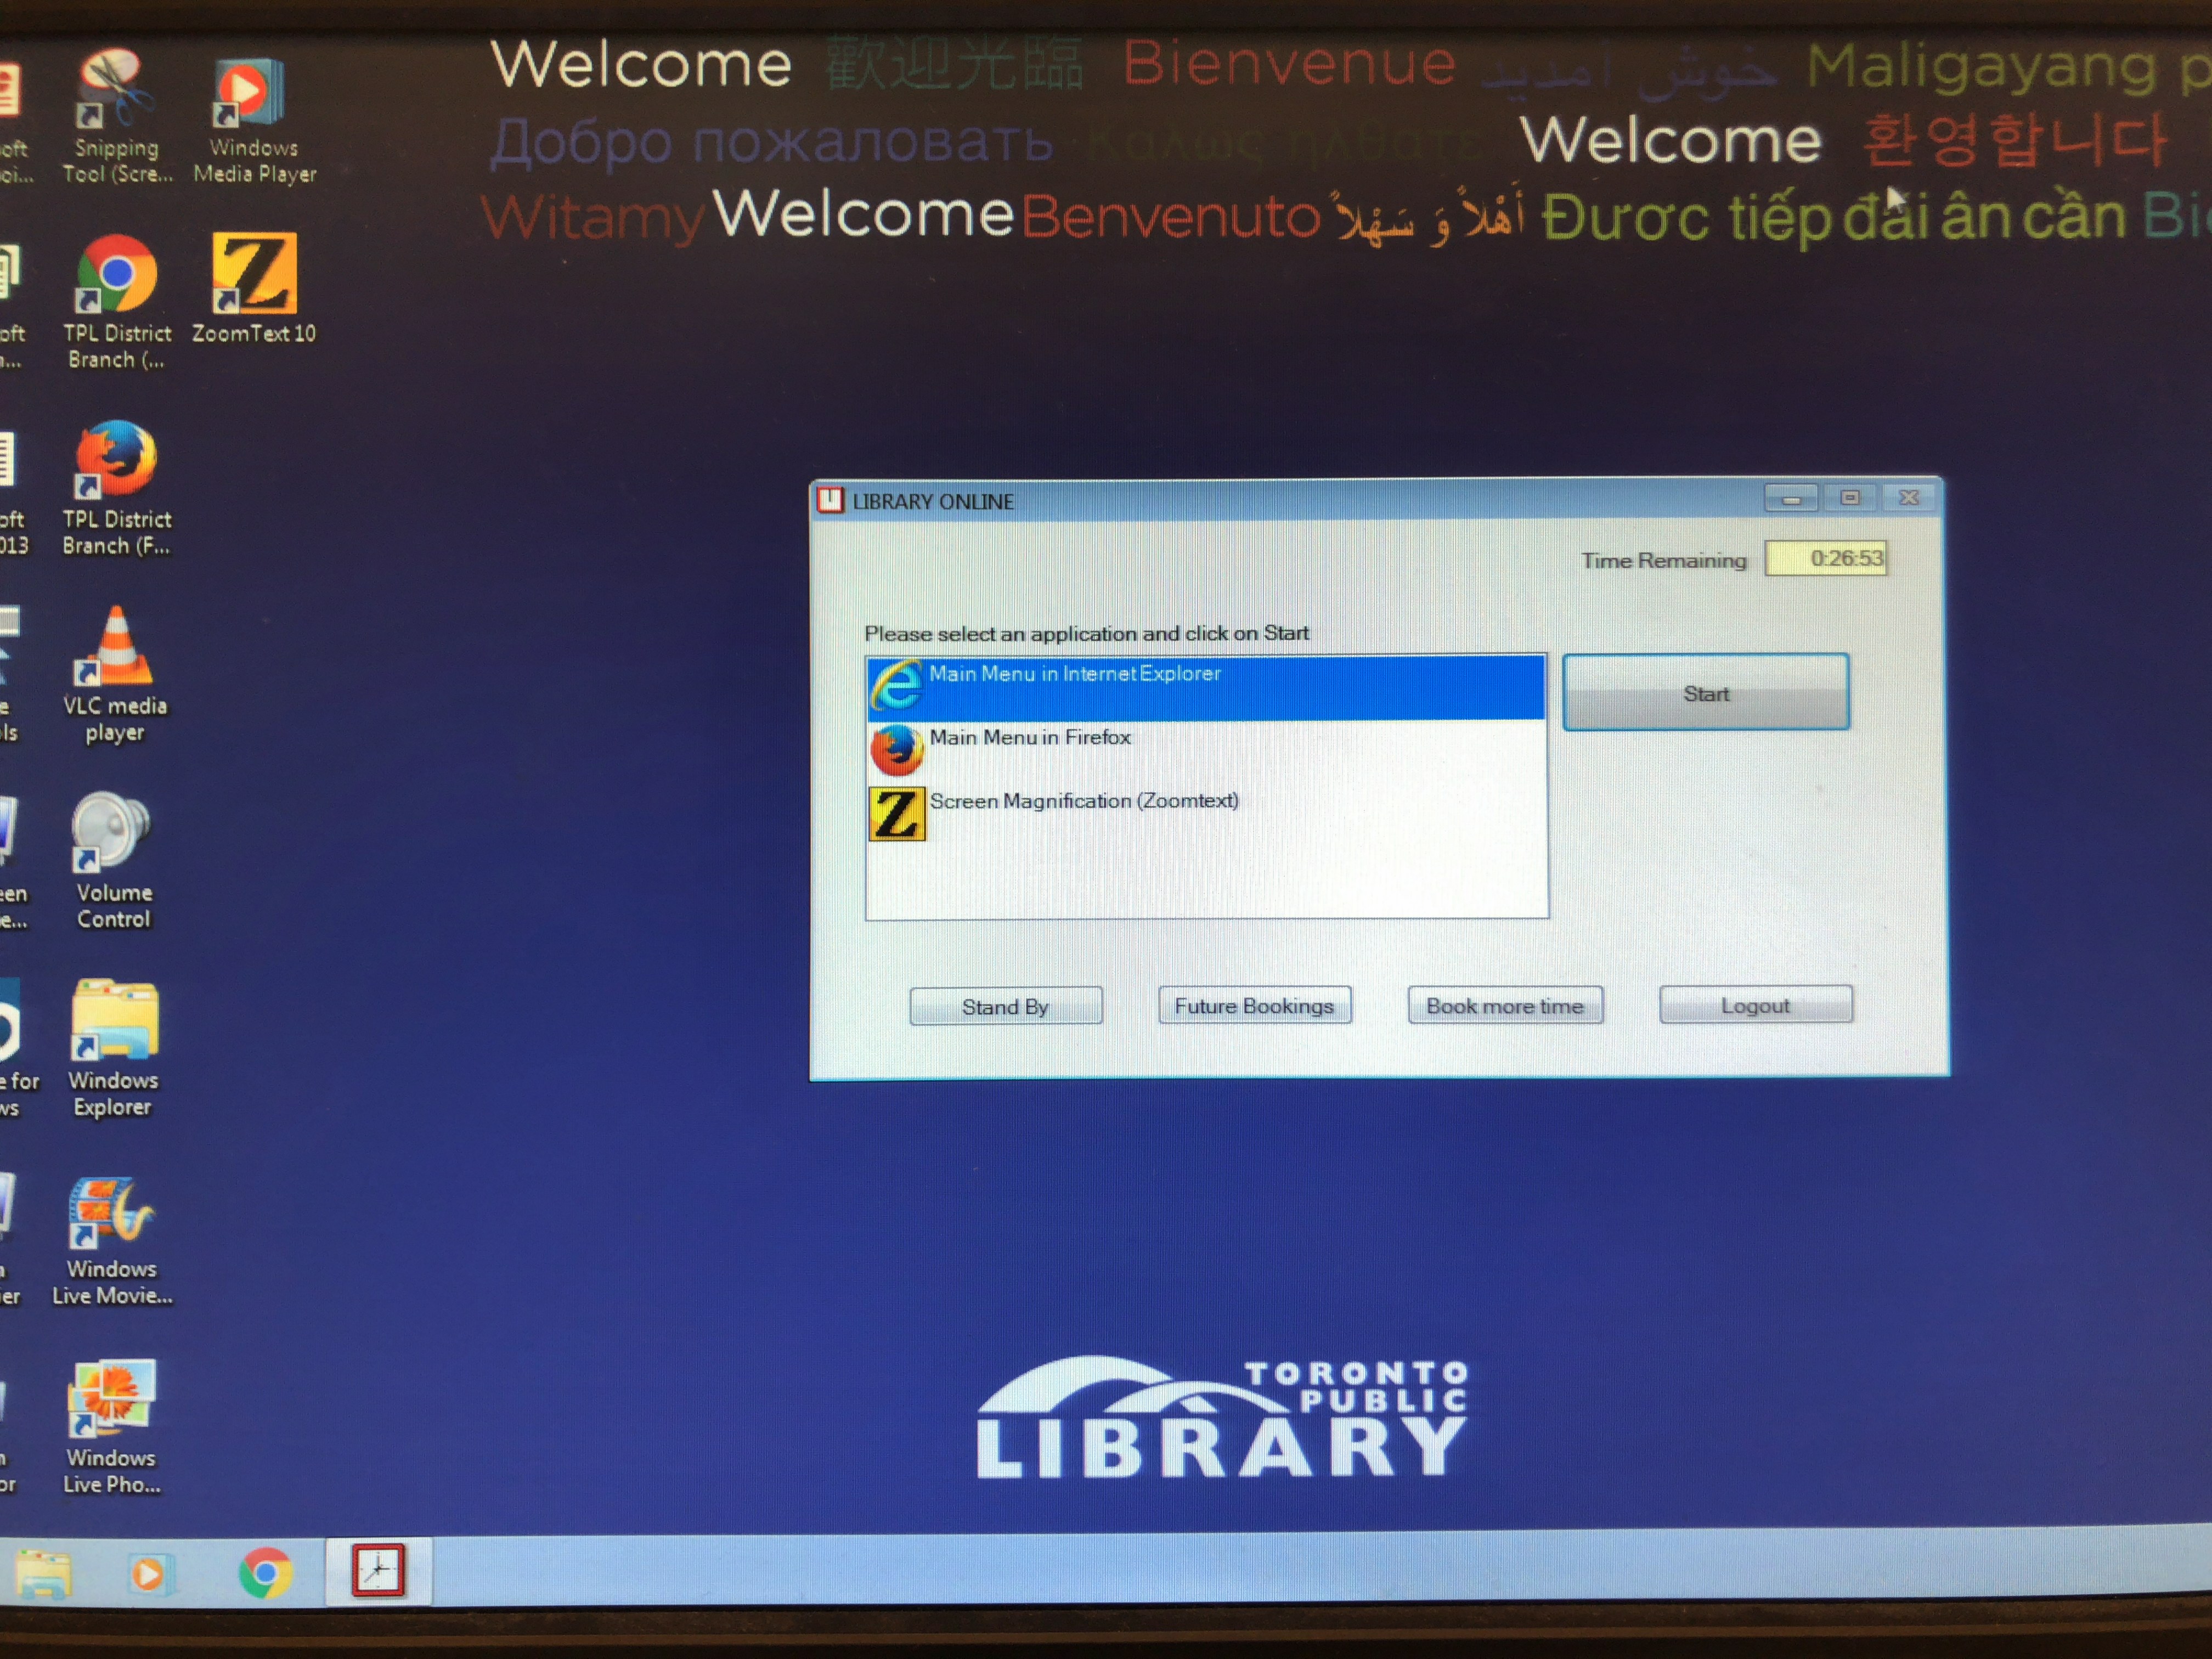 Welcome 歡迎光臨 Bienvenue خوش آمدید Maligayang p
Добро пожаловать Καλως ηλθατε Welcome 환영합니다
Witamy Welcome Benvenuto أَهْلاً وَ سَهْلاً Được tiếp đãi ân cần Bi
oft
oi...
Snipping
Tool (Scre...
Windows
Media Player
oft
...
TPL District
Branch (...
ZoomText 10
oft
013
TPL District
Branch (F...
e
ls
VLC media
player
een
e...
Volume
Control
e for
ws
Windows
Explorer
er
Windows
Live Movie...
or
Windows
Live Pho...
LIBRARY ONLINE
Time Remaining 0:26:53
Please select an application and click on Start
Main Menu in Internet Explorer
Start
Main Menu in Firefox
Screen Magnification (Zoomtext)
Stand By Future Bookings Book more time Logout
TORONTO
PUBLIC
LIBRARY